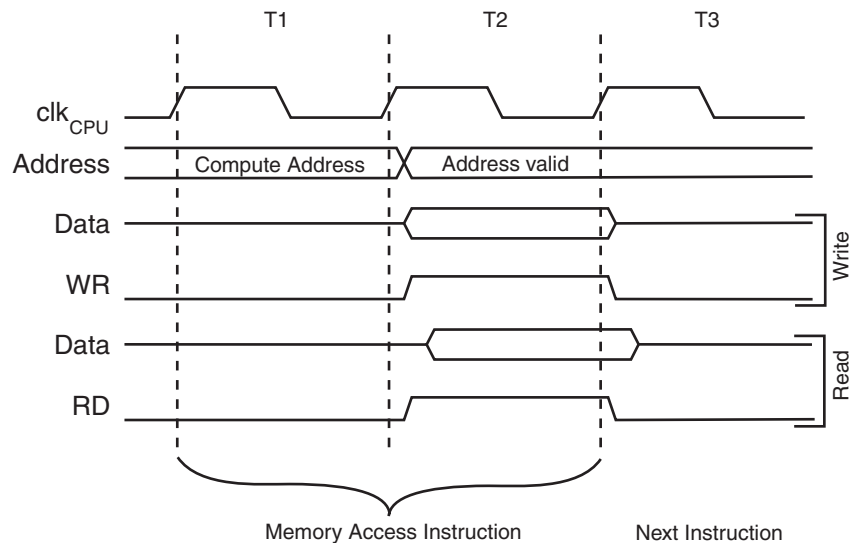 T1 T2 T3
clkCPU
Address Compute Address Address valid
Data
WR
Write
Data
RD
Read
Memory Access Instruction Next Instruction